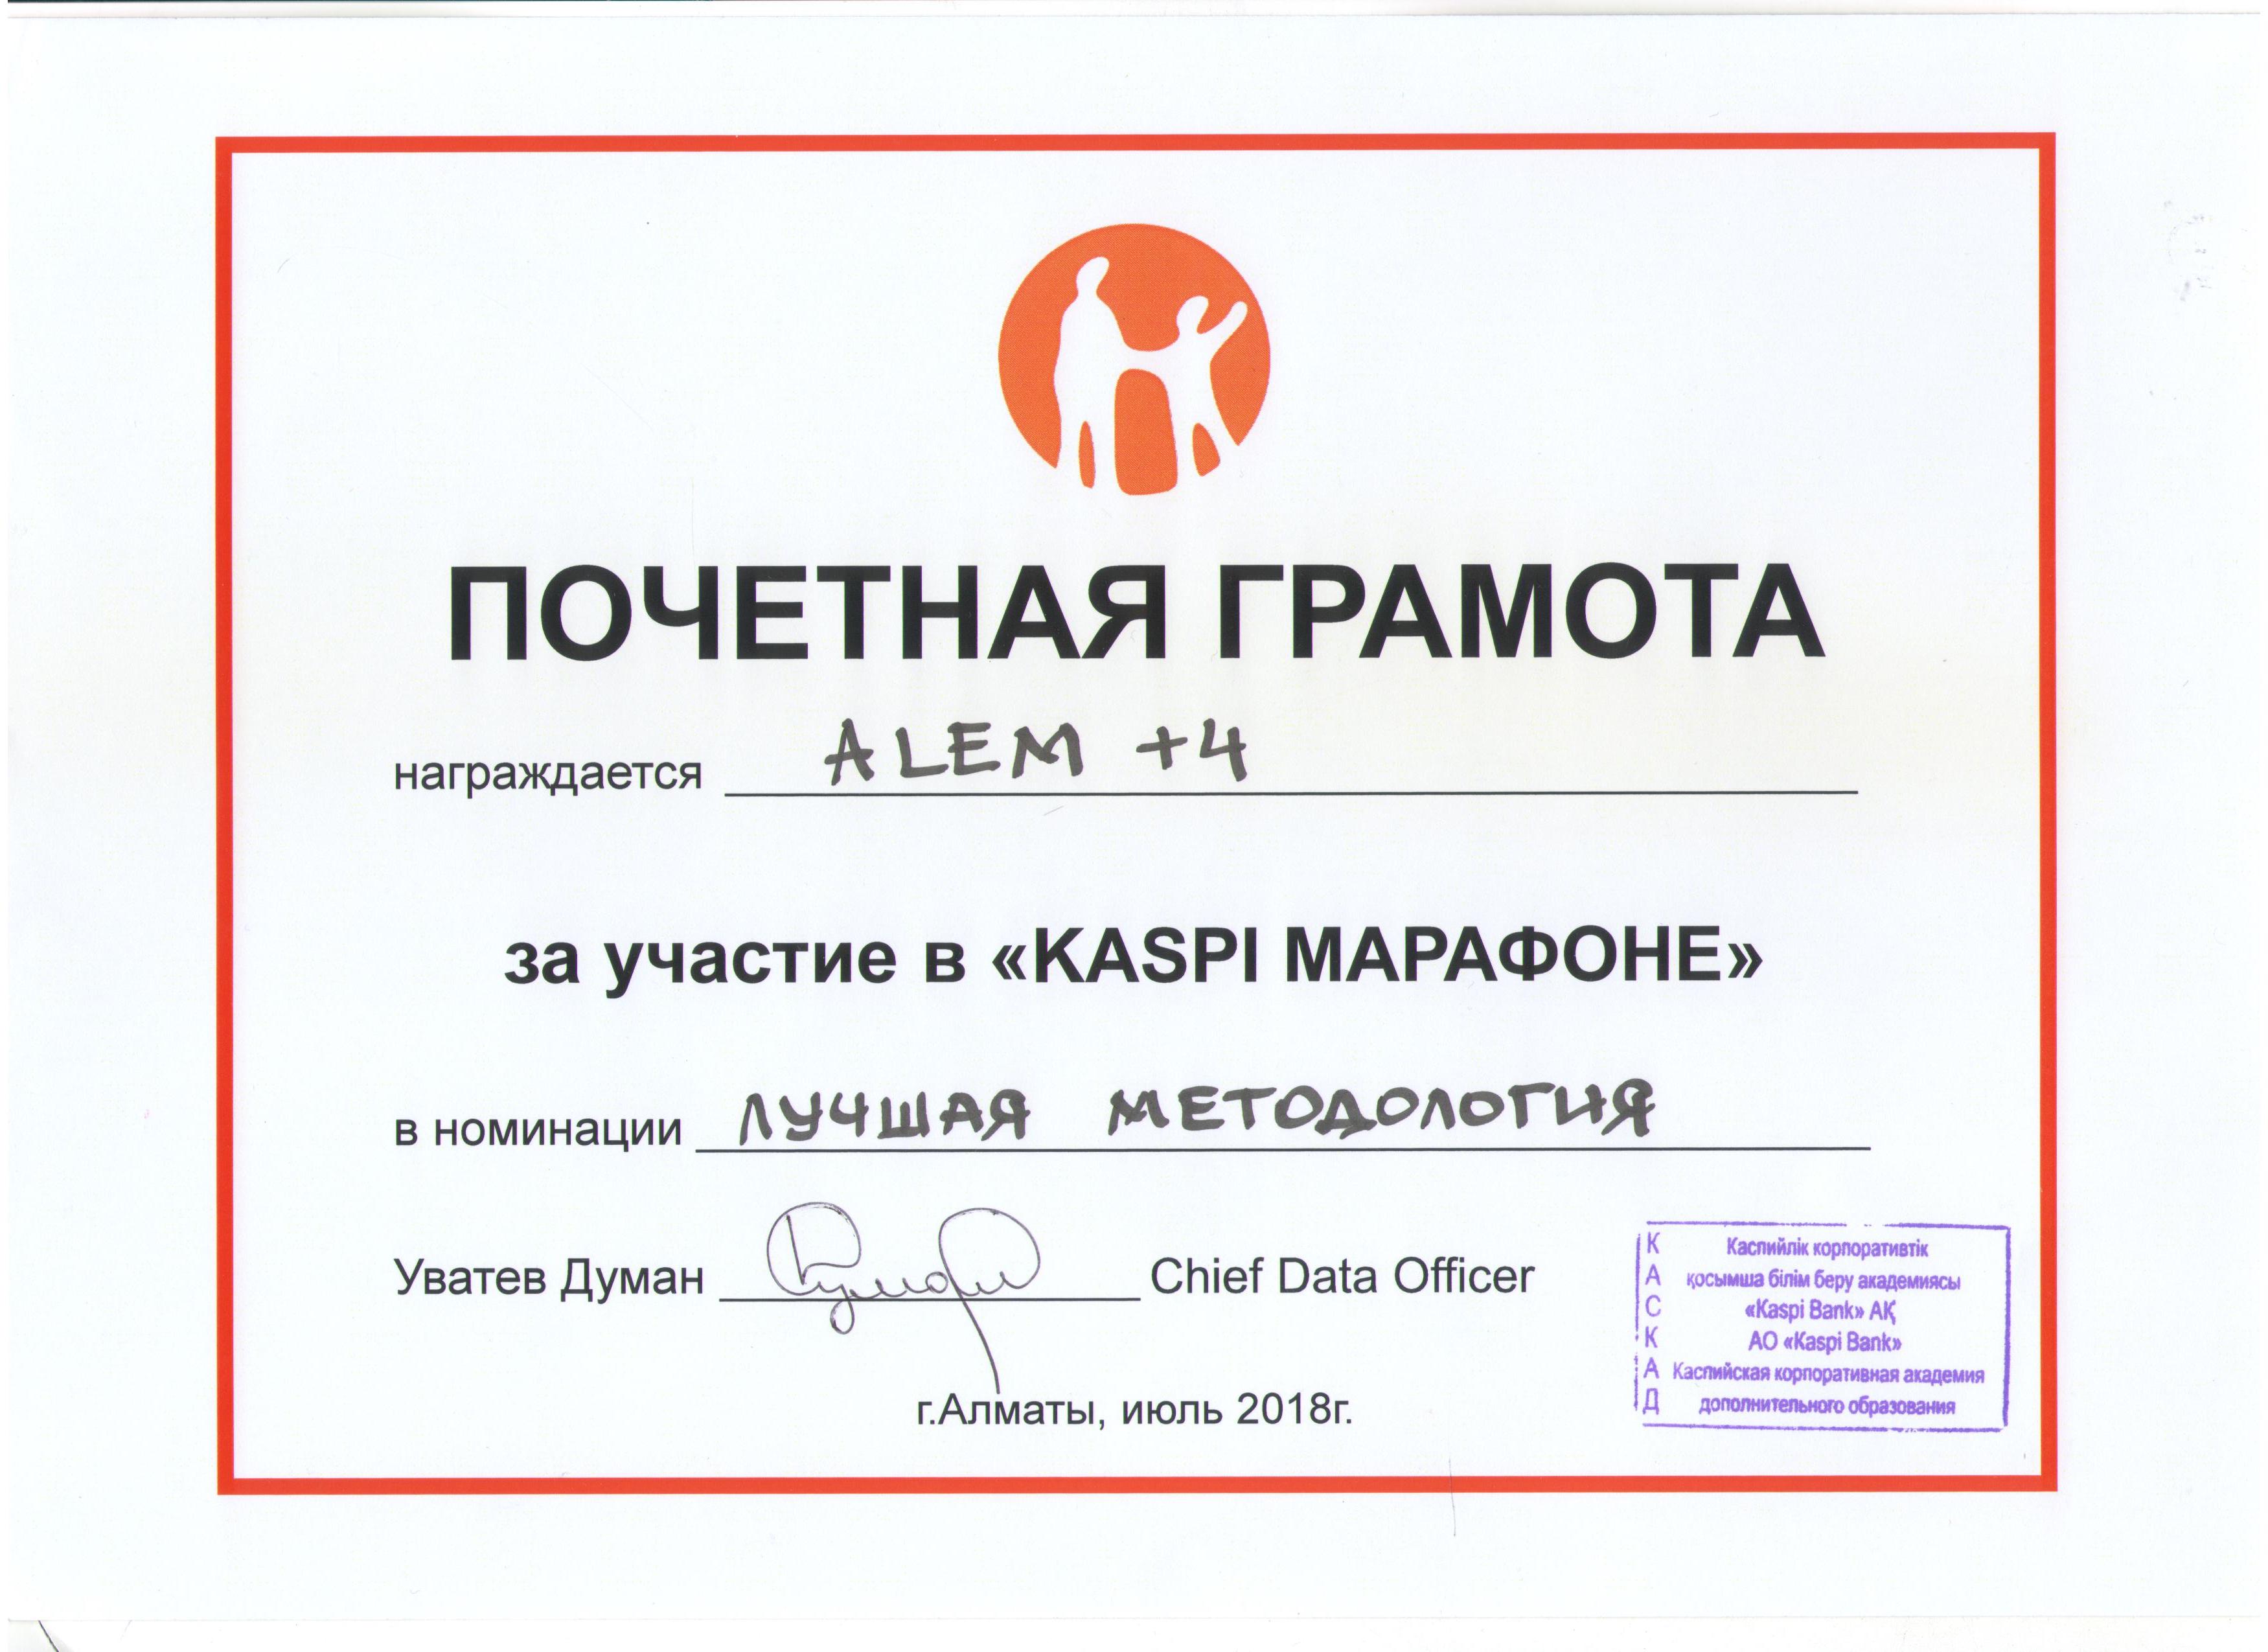 ПОЧЕТНАЯ ГРАМОТА
награждается ALEM +4
за участие в «KASPI МАРАФОНЕ»
в номинации ЛУЧШАЯ МЕТОДОЛОГИЯ
Уватев Думан Chief Data Officer
г.Алматы, июль 2018г.
КАСКАД
Каспийлік корпоративтік
қосымша білім беру академиясы
«Kaspi Bank» АҚ
АО «Kaspi Bank»
Каспийская корпоративная академия
дополнительного образования